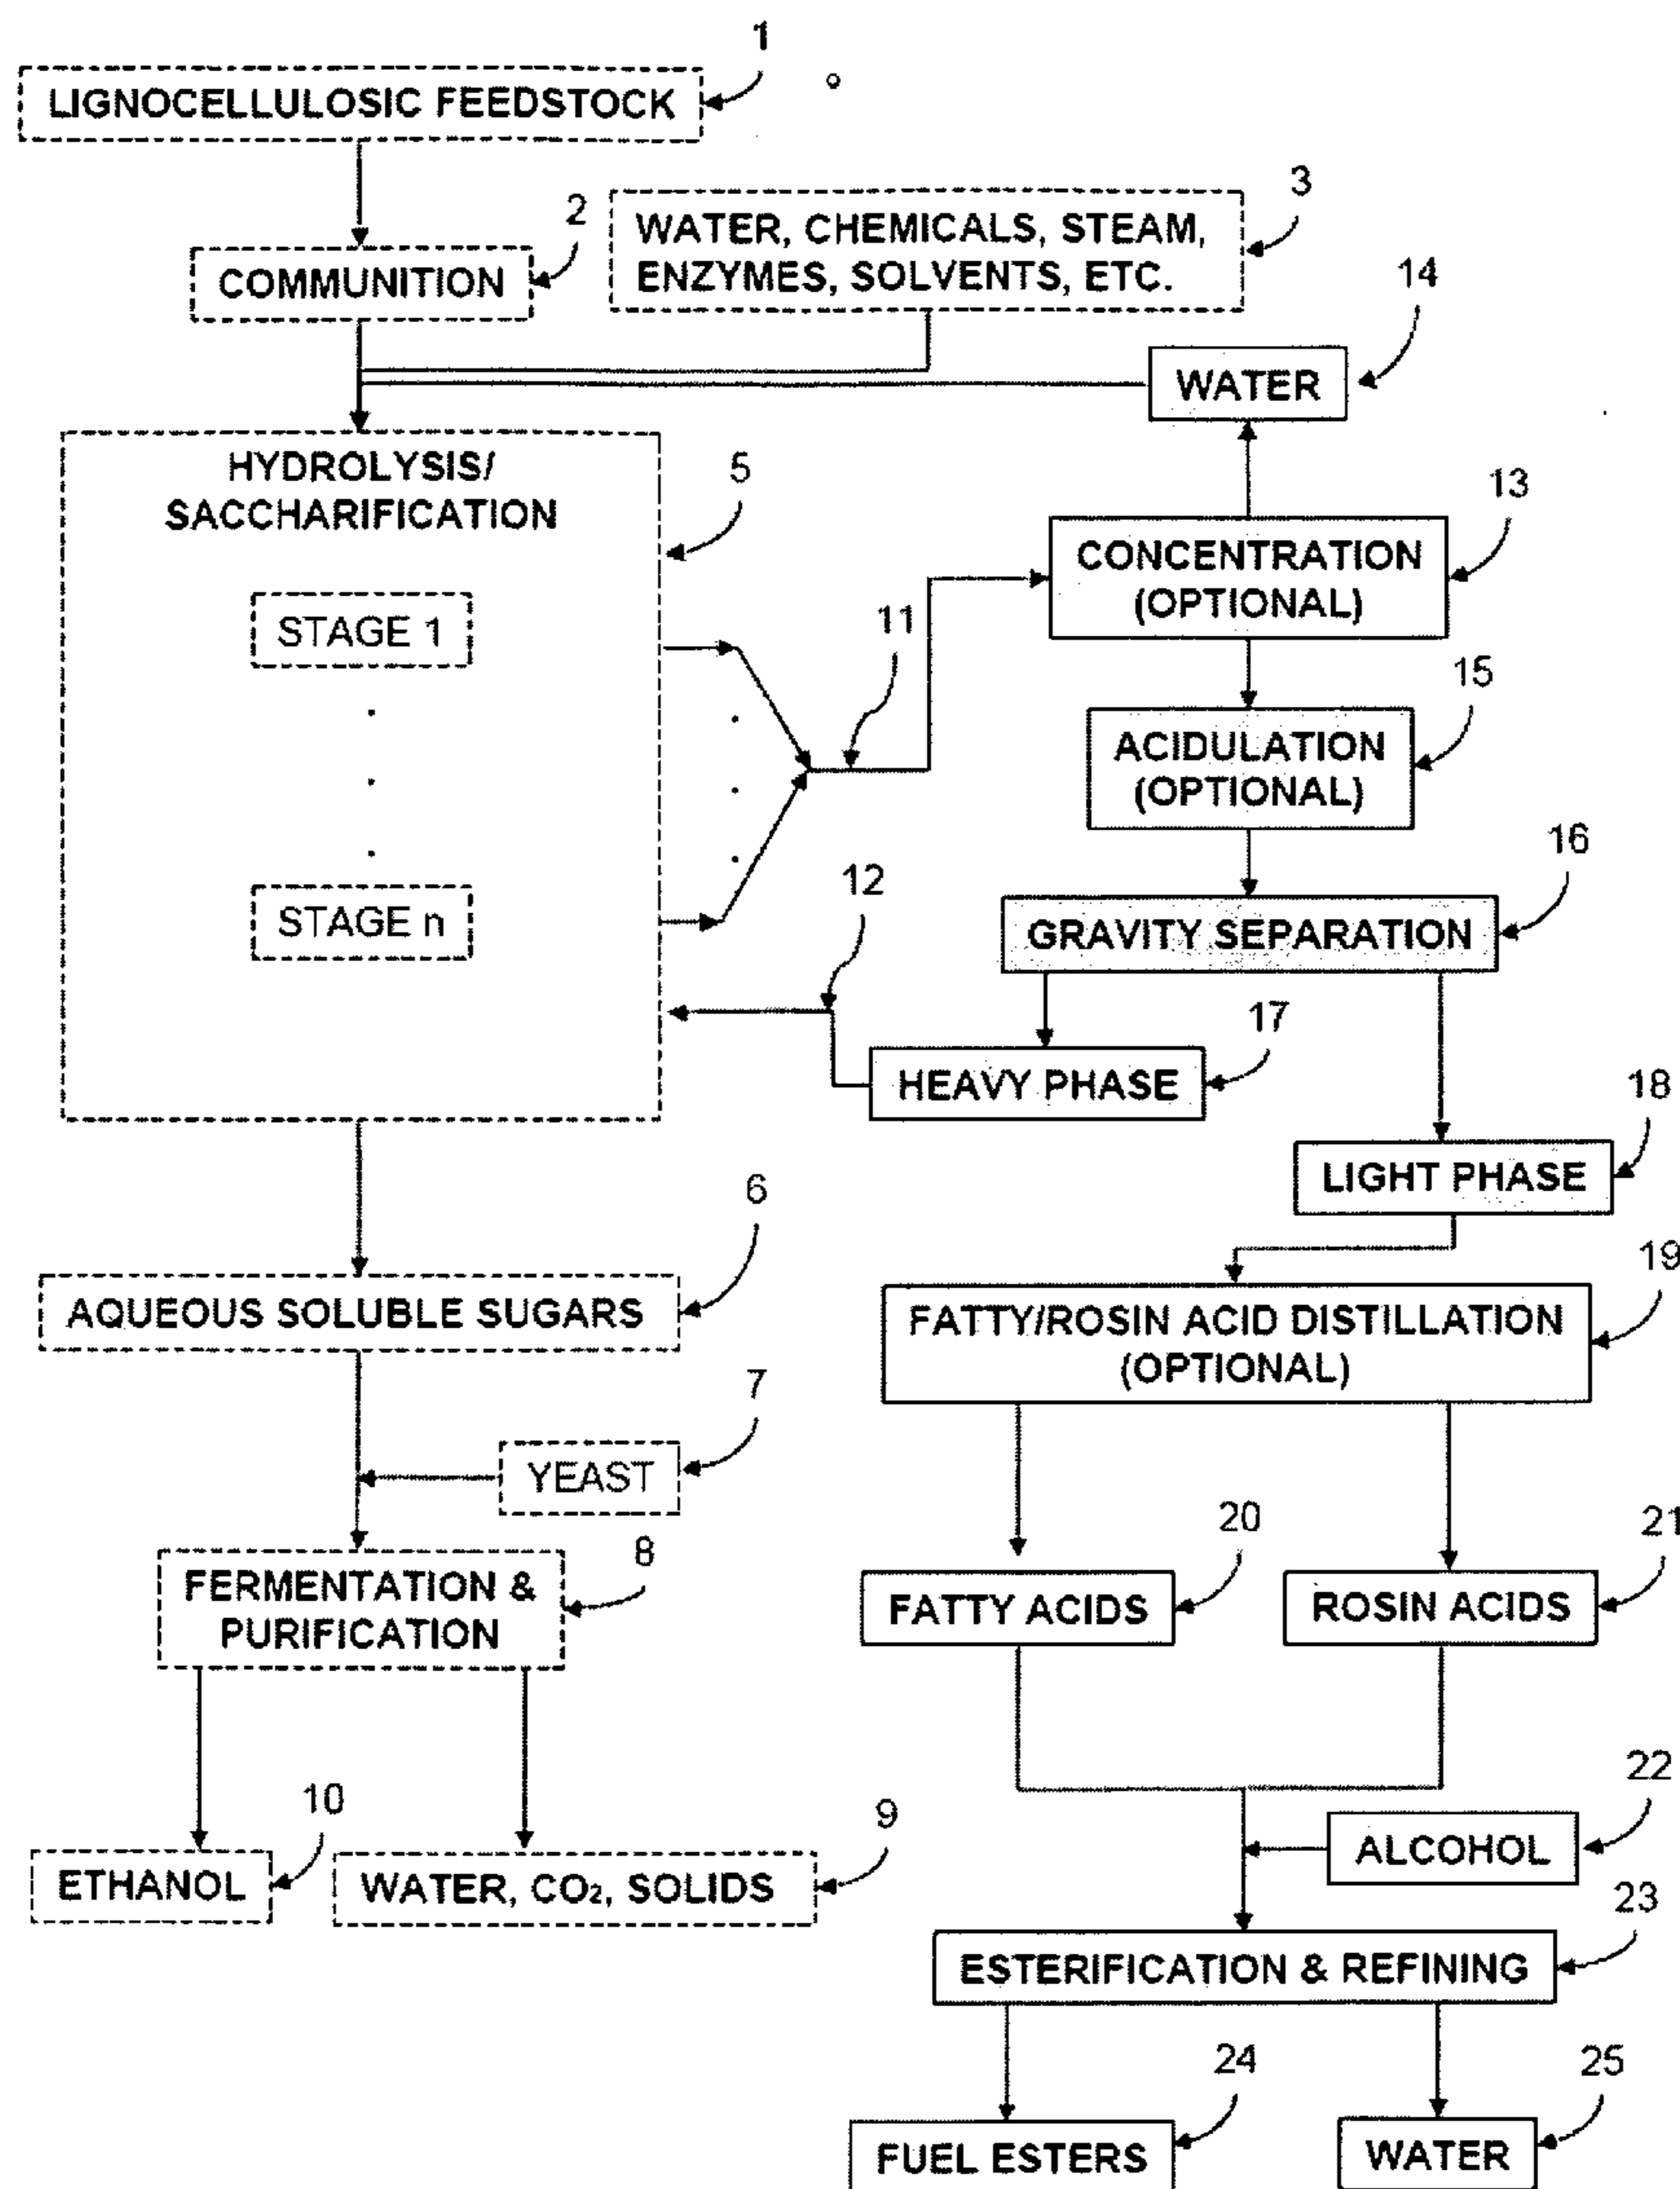 1
LIGNOCELLULOSIC FEEDSTOCK
2
COMMUNITION
3
WATER, CHEMICALS, STEAM,
ENZYMES, SOLVENTS, ETC.
14
WATER
HYDROLYSIS/
SACCHARIFICATION
5
STAGE 1
STAGE n
11
13
CONCENTRATION
(OPTIONAL)
15
ACIDULATION
(OPTIONAL)
16
GRAVITY SEPARATION
12
17
HEAVY PHASE
18
LIGHT PHASE
6
AQUEOUS SOLUBLE SUGARS
19
FATTY/ROSIN ACID DISTILLATION
(OPTIONAL)
7
YEAST
8
FERMENTATION &
PURIFICATION
20
FATTY ACIDS
21
ROSIN ACIDS
10
ETHANOL
9
WATER, CO₂, SOLIDS
22
ALCOHOL
23
ESTERIFICATION & REFINING
24
FUEL ESTERS
25
WATER